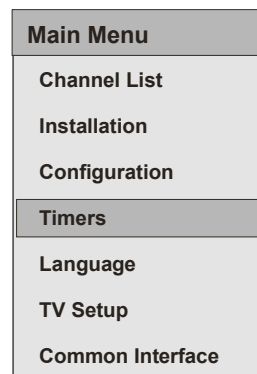 Main Menu
Channel List
Installation
Configuration
Timers
Language
TV Setup
Common Interface